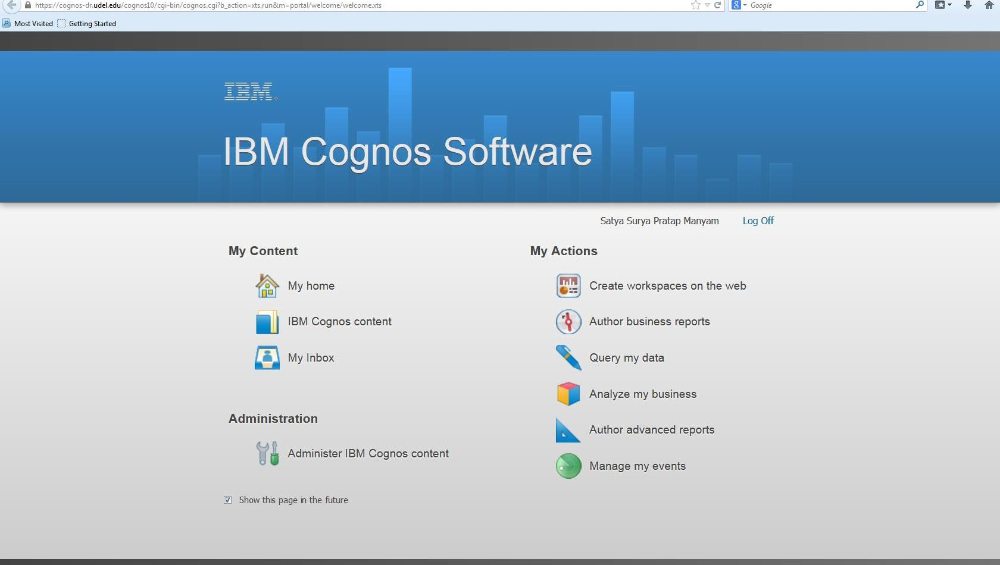 https://cognos-dr.udel.edu/cognos10/cgi-bin/cognos.cgi?b_action=xts.run&m=portal/welcome/welcome.xts
Google
Most Visited
Getting Started
IBM
IBM Cognos Software
Satya Surya Pratap Manyam
Log Off
My Content
My home
IBM Cognos content
My Inbox
Administration
Administer IBM Cognos content
Show this page in the future
My Actions
Create workspaces on the web
Author business reports
Query my data
Analyze my business
Author advanced reports
Manage my events